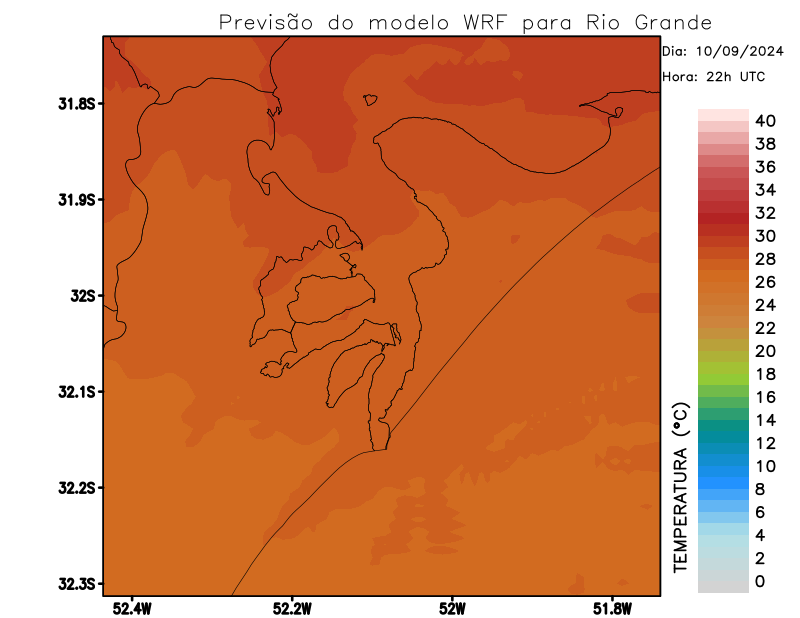 Previsão do modelo WRF para Rio Grande
Dia: 10/09/2024
Hora: 22h UTC
31.8S
31.9S
32S
32.1S
32.2S
32.3S
52.4W
52.2W
52W
51.8W
40
38
36
34
32
30
28
26
24
22
20
18
16
14
12
10
8
6
4
2
0
TEMPERATURA (°C)